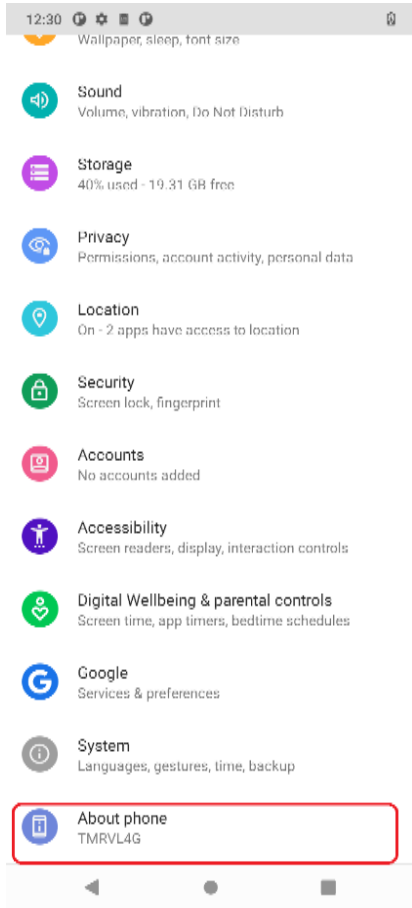 12:30
Wallpaper, sleep, font size
Sound
Volume, vibration, Do Not Disturb
Storage
40% used - 19.31 GB free
Privacy
Permissions, account activity, personal data
Location
On - 2 apps have access to location
Security
Screen lock, fingerprint
Accounts
No accounts added
Accessibility
Screen readers, display, interaction controls
Digital Wellbeing & parental controls
Screen time, app timers, bedtime schedules
Google
Services & preferences
System
Languages, gestures, time, backup
About phone
TMRVL4G